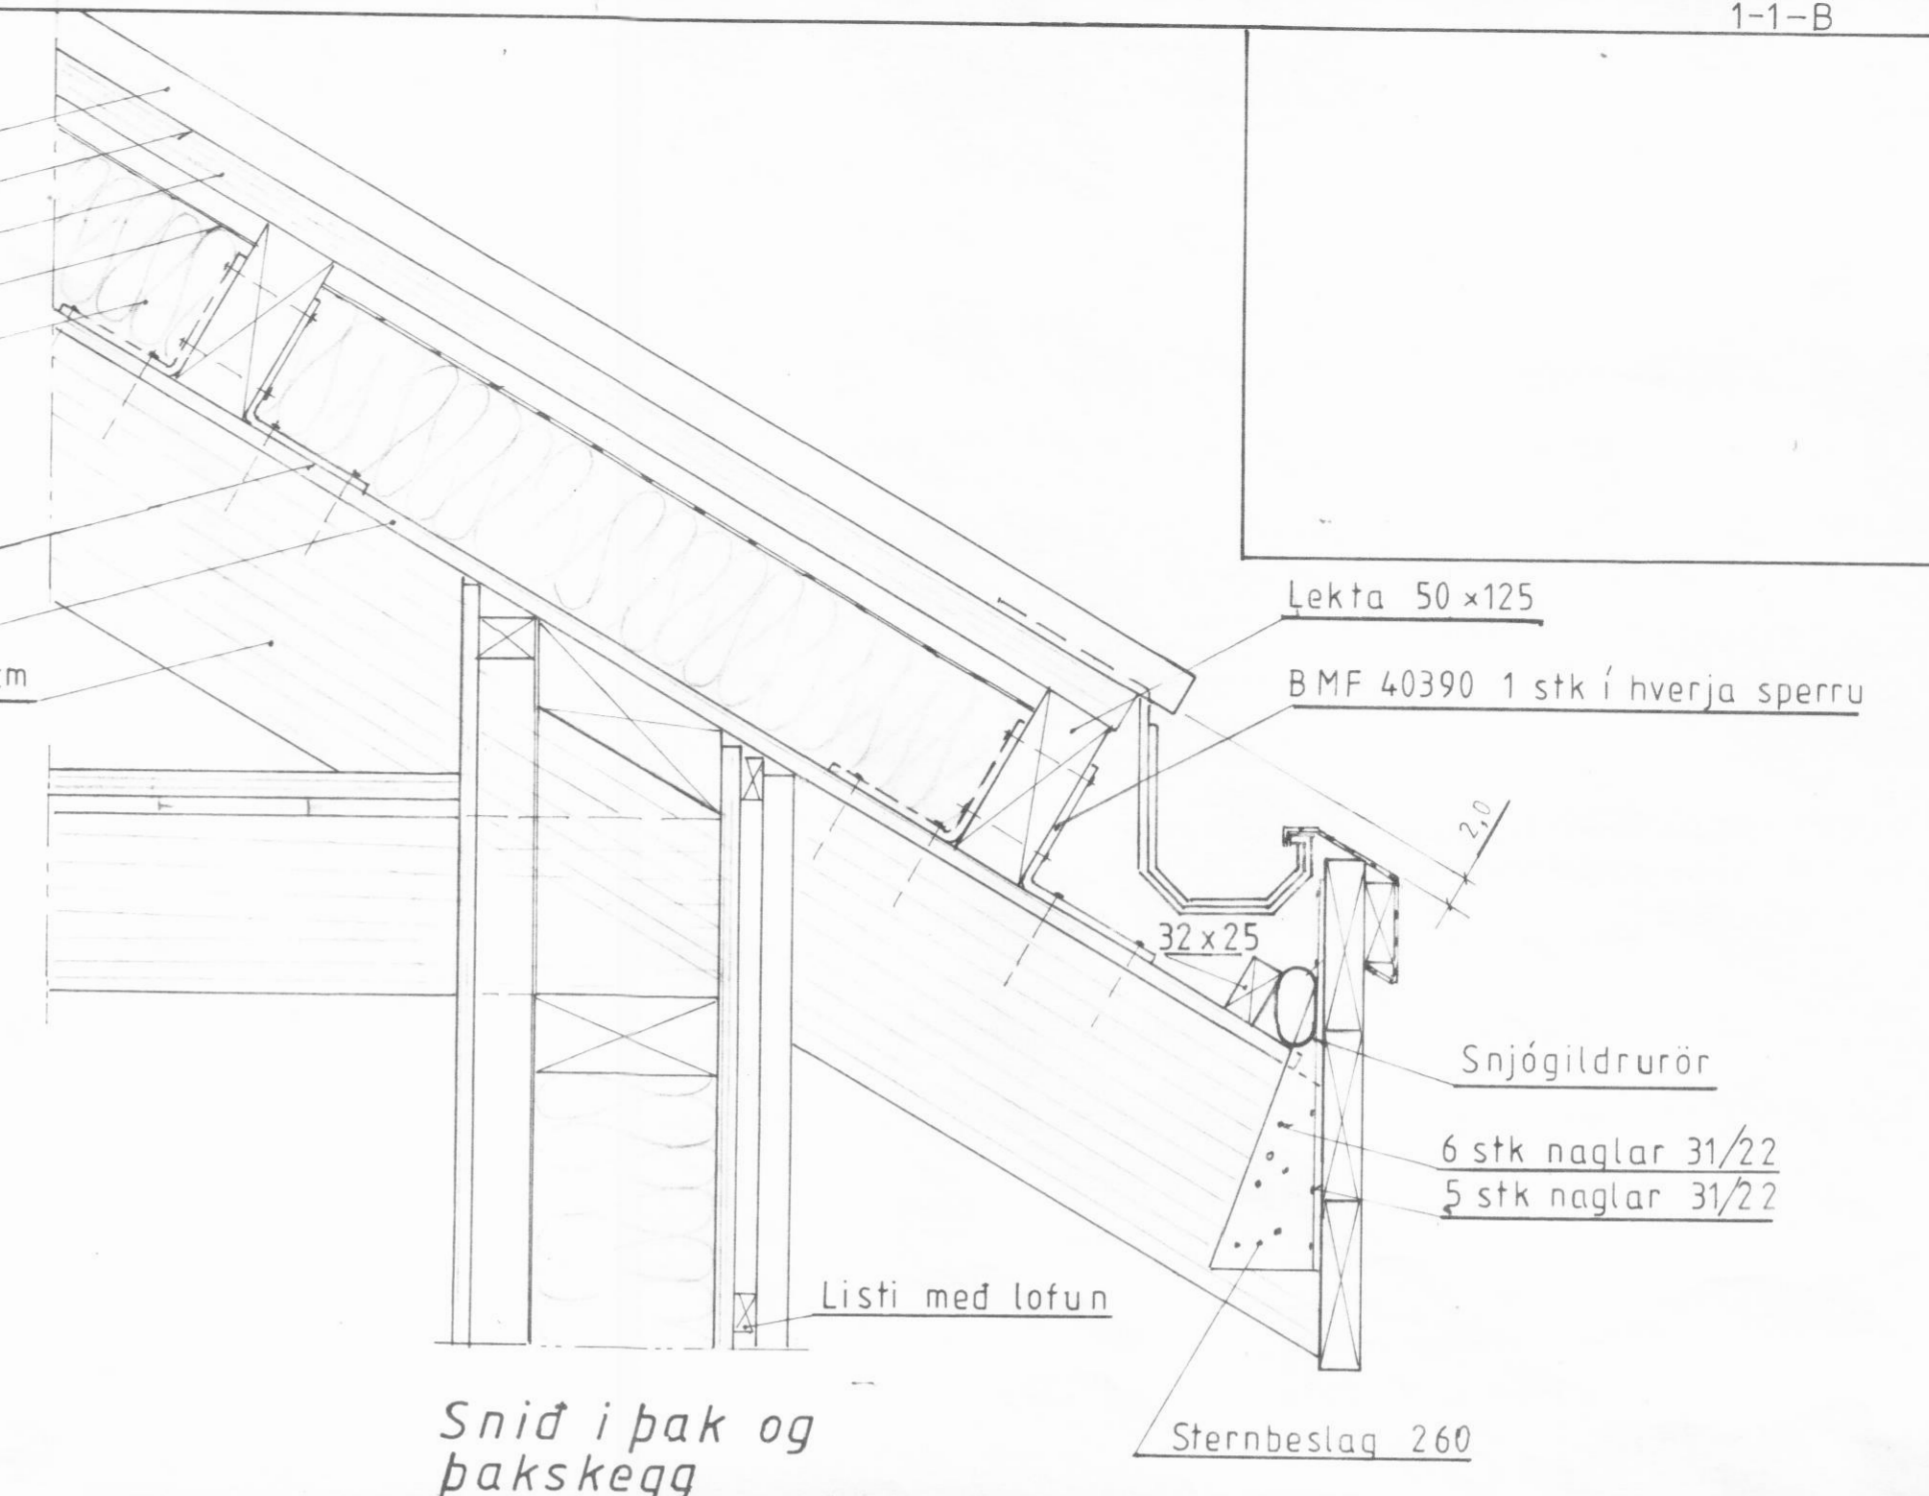 1-1-B
Lekta 50×125
BMF 40390 1 stk í hverja sperru
2,0
32×25
Snjógildrurör
6 stk naglar 31/22
5 stk naglar 31/22
Listi með lofun
Sternbeslag 260
Snið i þak og
þakskegg